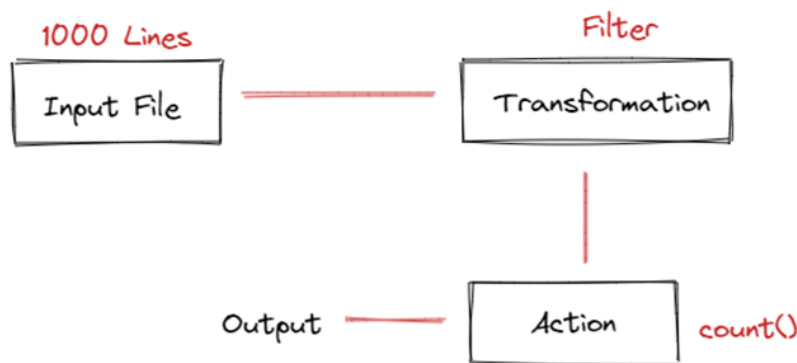 1000 Lines
Input File
Filter
Transformation
Action
count()
Output